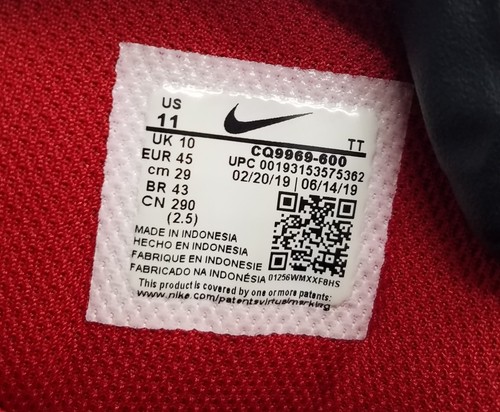 US
11
TT
UK 10
CQ9969-600
EUR 45
UPC 00193153575362
cm 29
02/20/19 | 06/14/19
BR 43
CN 290
(2.5)
MADE IN INDONESIA
HECHO EN INDONESIA
FABRIQUE EN INDONESIE
FABRICADO NA INDONÉSIA
01256WMXXF8HS
This product is covered by one or more patents:
www.nike.com/patentsvirtualmarking